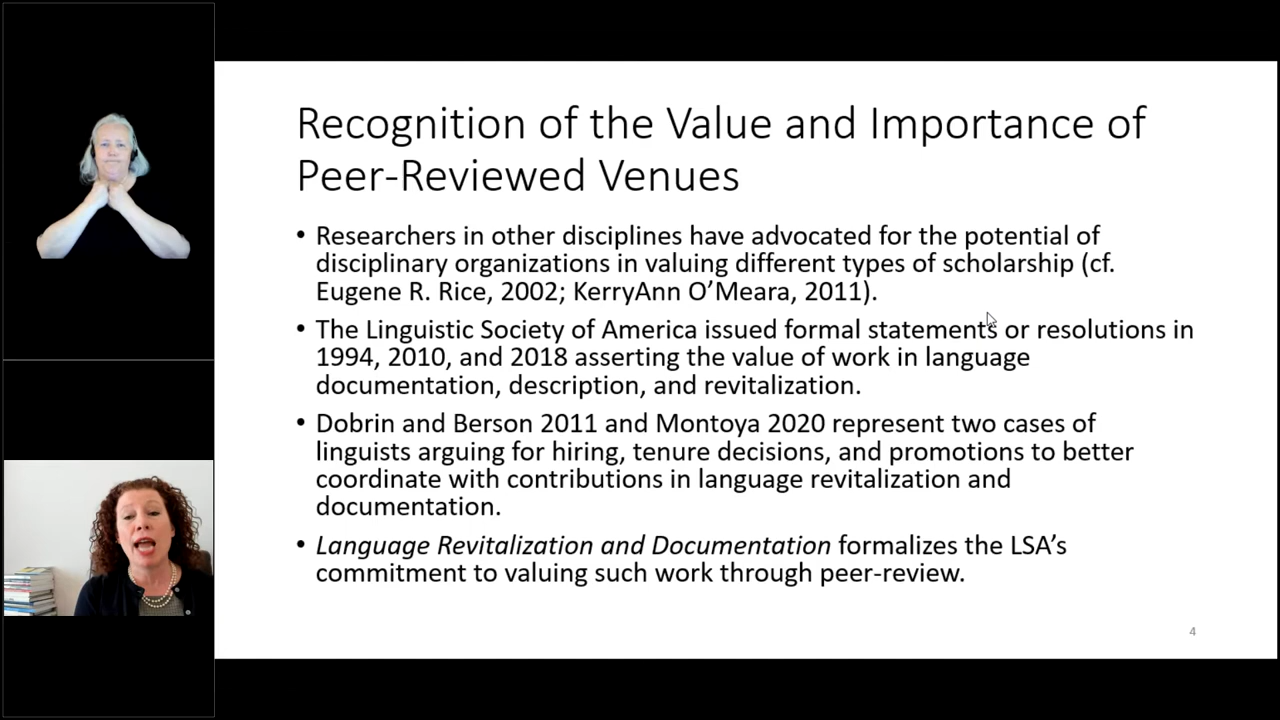 Recognition of the Value and Importance of
Peer-Reviewed Venues
• Researchers in other disciplines have advocated for the potential of
disciplinary organizations in valuing different types of scholarship (cf.
Eugene R. Rice, 2002; KerryAnn O’Meara, 2011).
• The Linguistic Society of America issued formal statements or resolutions in
1994, 2010, and 2018 asserting the value of work in language
documentation, description, and revitalization.
• Dobrin and Berson 2011 and Montoya 2020 represent two cases of
linguists arguing for hiring, tenure decisions, and promotions to better
coordinate with contributions in language revitalization and
documentation.
• Language Revitalization and Documentation formalizes the LSA’s
commitment to valuing such work through peer-review.
4